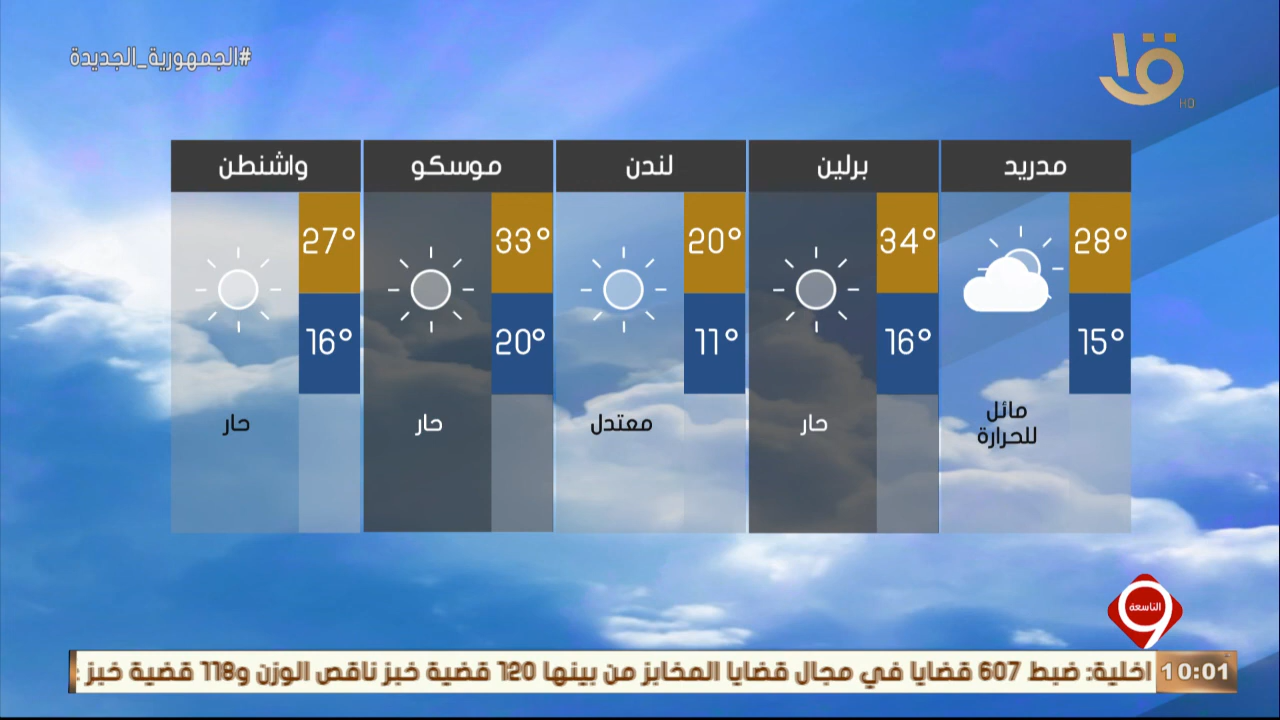 #الجمهورية_الجديدة
HD
مدريد
برلين
لندن
موسكو
واشنطن
28°
34°
20°
33°
27°
15°
16°
11°
20°
16°
مائل
للحرارة
حار
معتدل
حار
حار
التاسعة
9
10:01
اخلية: ضبط 607 قضايا في مجال قضايا المخابز من بينها 120 قضية خبز ناقص الوزن و118 قضية خبز